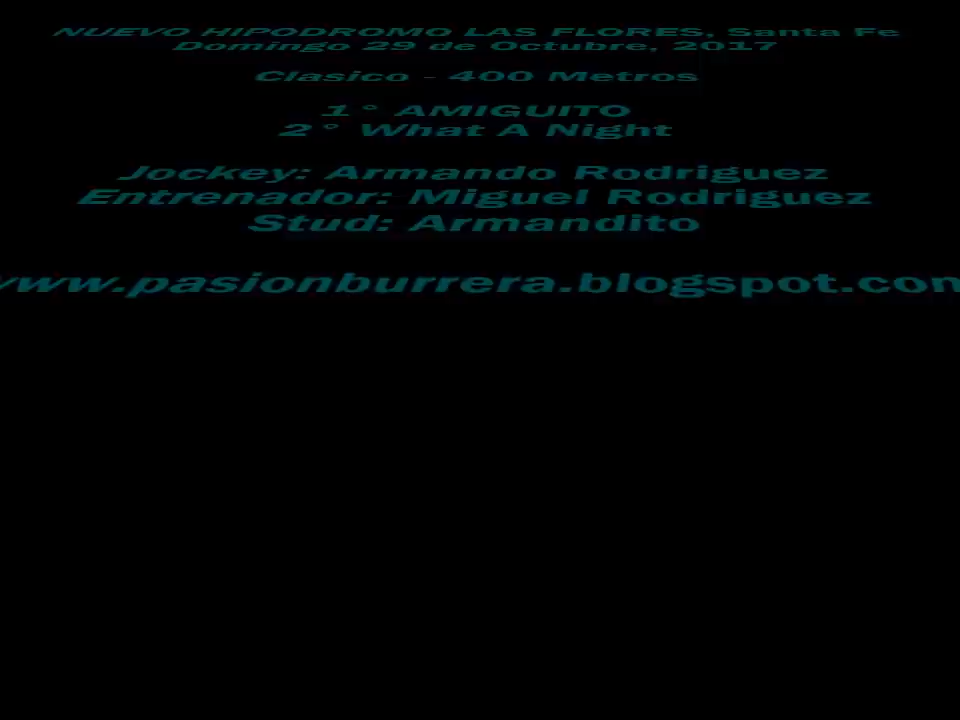 NUEVO HIPODROMO LAS FLORES, Santa Fe
Domingo 29 de Octubre, 2017
Clasico - 400 Metros
1° AMIGUITO
2° What A Night
Jockey: Armando Rodriguez
Entrenador: Miguel Rodriguez
Stud: Armandito
www.pasionburrera.blogspot.com